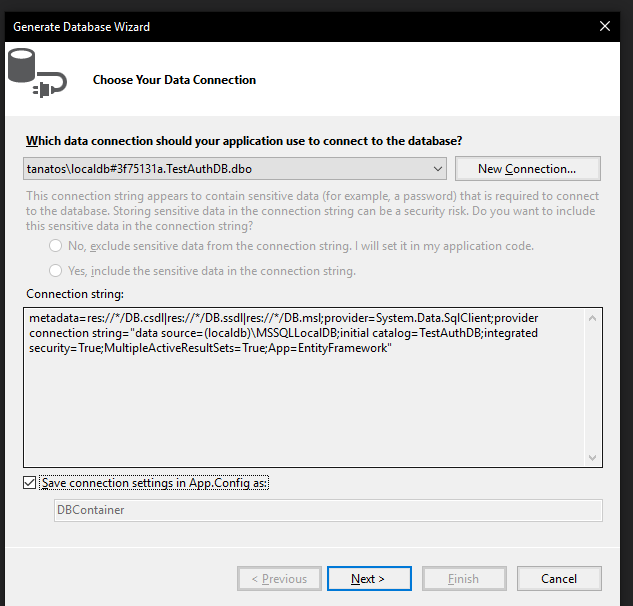 Generate Database Wizard
Choose Your Data Connection
Which data connection should your application use to connect to the database?
tanatos\localdb#3f75131a.TestAuthDB.dbo
New Connection...
This connection string appears to contain sensitive data (for example, a password) that is required to connect
to the database. Storing sensitive data in the connection string can be a security risk. Do you want to include
this sensitive data in the connection string?
No, exclude sensitive data from the connection string. I will set it in my application code.
Yes, include the sensitive data in the connection string.
Connection string:
metadata=res://*/DB.csdl|res://*/DB.ssdl|res://*/DB.msl;provider=System.Data.SqlClient;provider
connection string="data source=(localdb)\MSSQLLocalDB;initial catalog=TestAuthDB;integrated
security=True;MultipleActiveResultSets=True;App=EntityFramework"
Save connection settings in App.Config as:
DBContainer
< Previous
Next >
Finish
Cancel